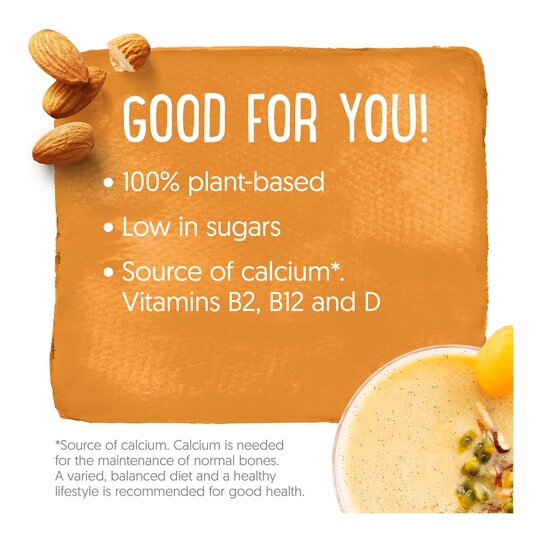 GOOD FOR YOU!
• 100% plant-based
• Low in sugars
• Source of calcium*.
Vitamins B2, B12 and D
*Source of calcium. Calcium is needed
for the maintenance of normal bones.
A varied, balanced diet and a healthy
lifestyle is recommended for good health.